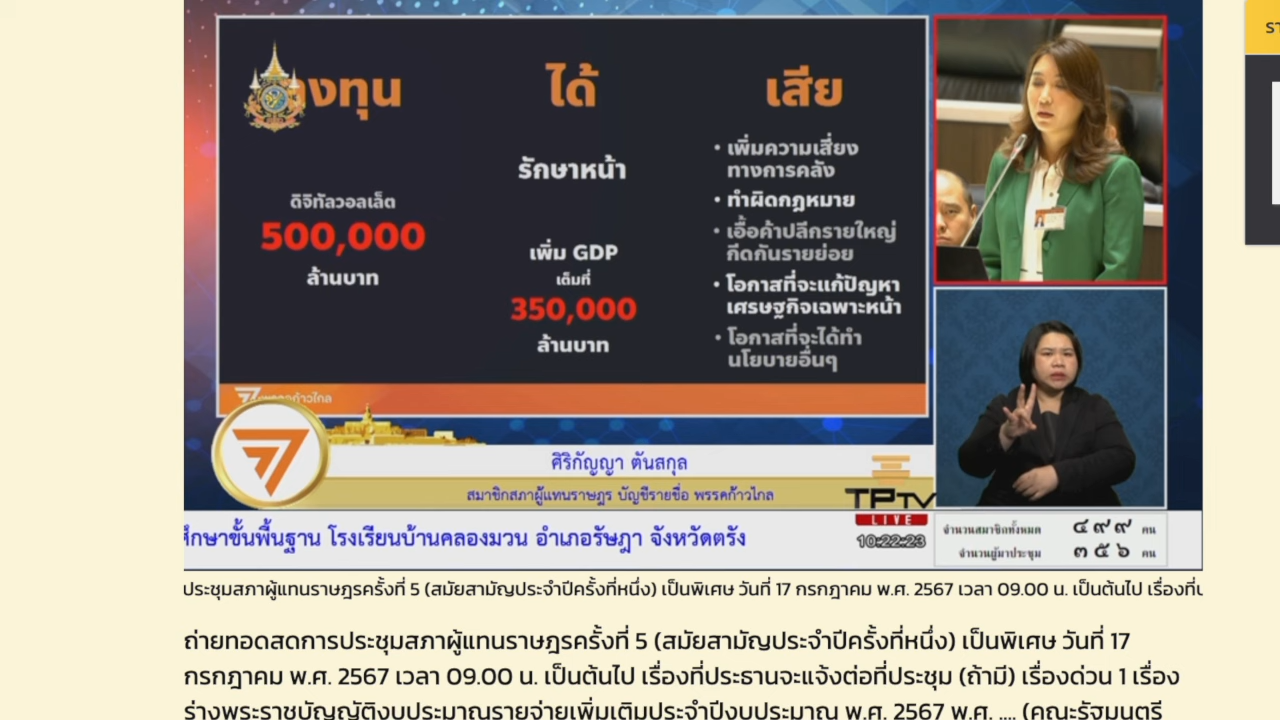 ลงทุน
ดิจิทัลวอลเล็ต
500,000
ล้านบาท
ได้
รักษาหน้า
เพิ่ม GDP
เต็มที่
350,000
ล้านบาท
เสีย
• เพิ่มความเสี่ยง
ทางการคลัง
• ทำผิดกฎหมาย
• เอื้อค้าปลีกรายใหญ่
กีดกันรายย่อย
• โอกาสที่จะแก้ปัญหา
เศรษฐกิจเฉพาะหน้า
• โอกาสที่จะได้ทำ
นโยบายอื่นๆ
ศิริกัญญา ตันสกุล
สมาชิกสภาผู้แทนราษฎร บัญชีรายชื่อ พรรคก้าวไกล
TPTV
LIVE
10:22:23
ศึกษาขั้นพื้นฐาน โรงเรียนบ้านคลองมวน อำเภอรัษฎา จังหวัดตรัง
จำนวนสมาชิกทั้งหมด ๔๙๙ คน
จำนวนผู้มาประชุม ๓๕๖ คน
ประชุมสภาผู้แทนราษฎรครั้งที่ 5 (สมัยสามัญประจำปีครั้งที่หนึ่ง) เป็นพิเศษ วันที่ 17 กรกฎาคม พ.ศ. 2567 เวลา 09.00 น. เป็นต้นไป เรื่องที่
ถ่ายทอดสดการประชุมสภาผู้แทนราษฎรครั้งที่ 5 (สมัยสามัญประจำปีครั้งที่หนึ่ง) เป็นพิเศษ วันที่ 17
กรกฎาคม พ.ศ. 2567 เวลา 09.00 น. เป็นต้นไป เรื่องที่ประธานจะแจ้งต่อที่ประชุม (ถ้ามี) เรื่องด่วน 1 เรื่อง
ร่างพระราชบัญญัติงบประมาณรายจ่ายเพิ่มเติมประจำปีงบประมาณ พ.ศ. 2567 พ.ศ. .... (คณะรัฐมนตรี